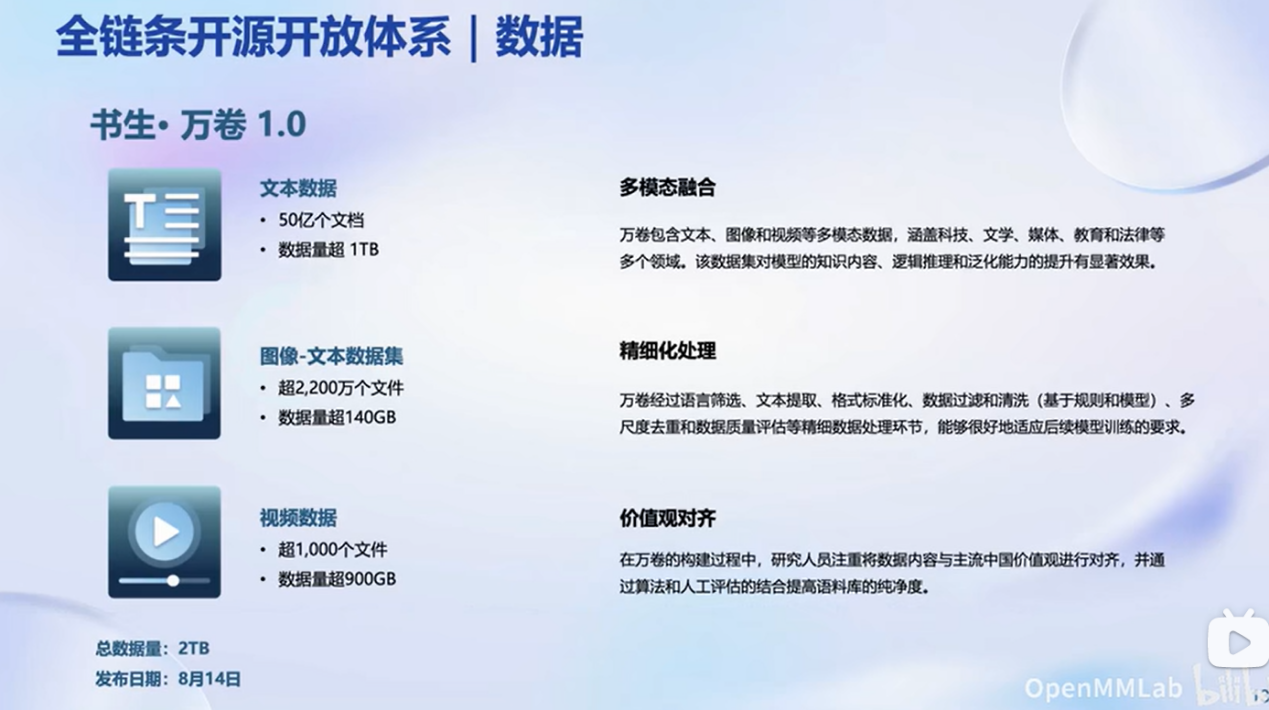 全链条开源开放体系 | 数据
书生· 万卷 1.0
文本数据
• 50亿个文档
• 数据量超 1TB
多模态融合
万卷包含文本、图像和视频等多模态数据，涵盖科技、文学、媒体、教育和法律等
多个领域。该数据集对模型的知识内容、逻辑推理和泛化能力的提升有显著效果。
图像-文本数据集
• 超2,200万个文件
• 数据量超140GB
精细化处理
万卷经过语言筛选、文本提取、格式标准化、数据过滤和清洗（基于规则和模型）、多
尺度去重和数据质量评估等精细数据处理环节，能够很好地适应后续模型训练的要求。
视频数据
• 超1,000个文件
• 数据量超900GB
价值观对齐
在万卷的构建过程中，研究人员注重将数据内容与主流中国价值观进行对齐，并通
过算法和人工评估的结合提高语料库的纯净度。
总数据量：2TB
发布日期：8月14日
OpenMMLab